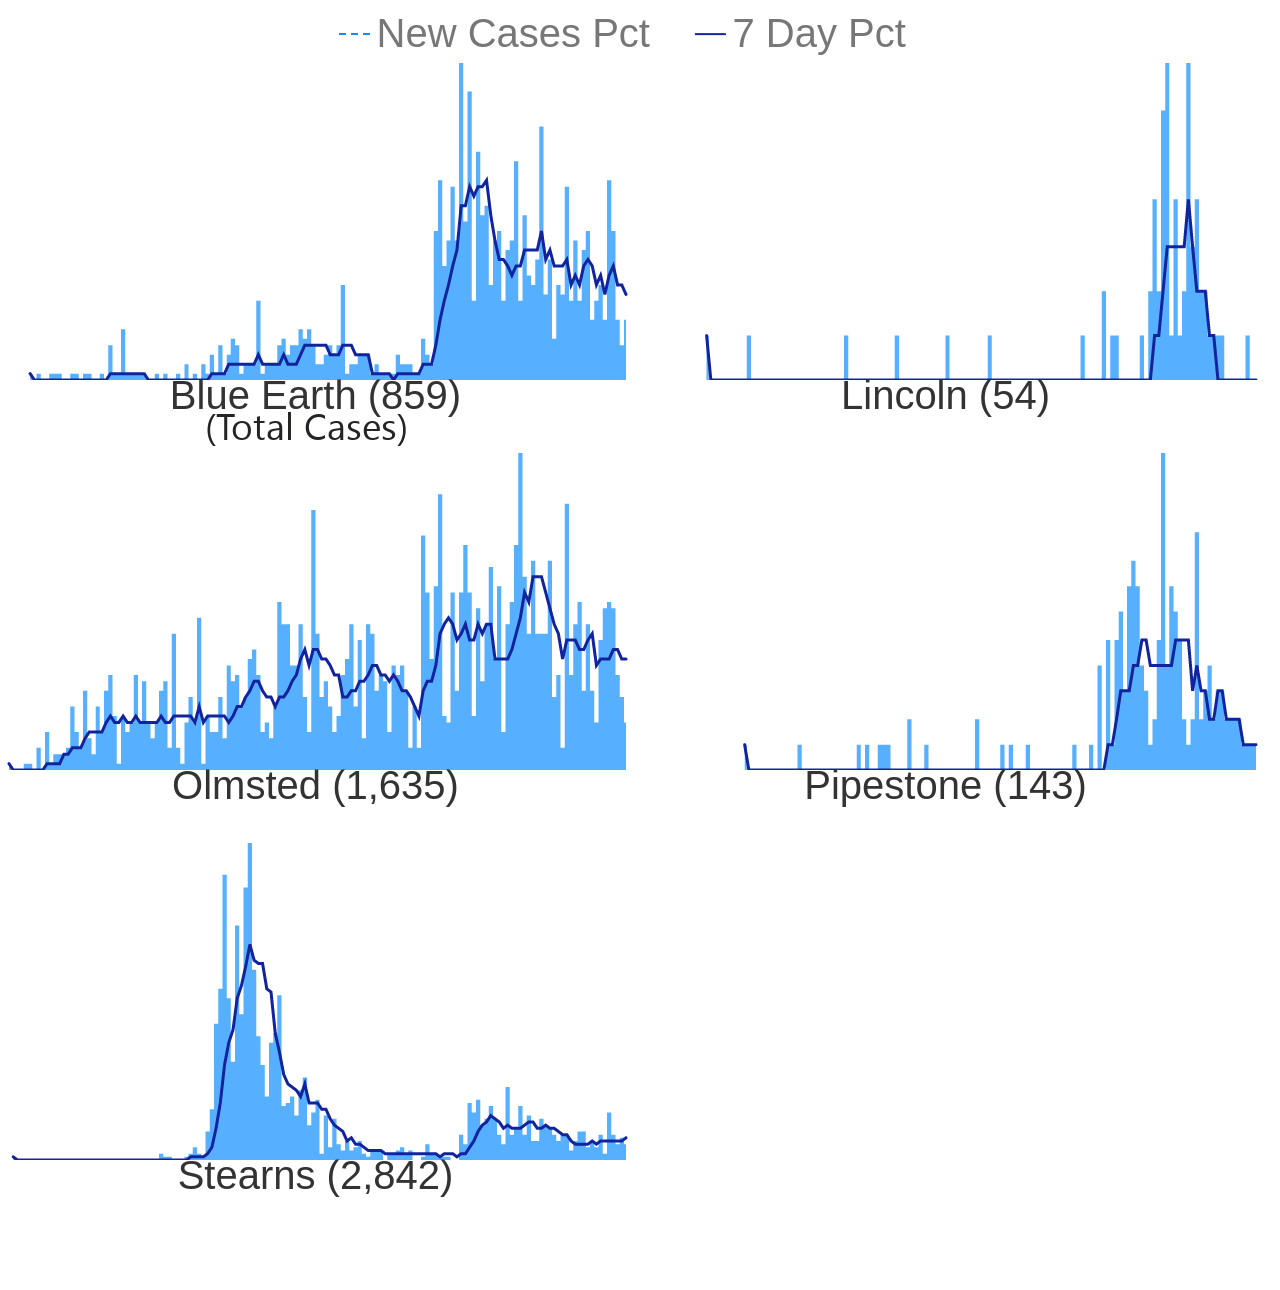 New Cases Pct 7 Day Pct
Blue Earth (859)
(Total Cases)
Lincoln (54)
Olmsted (1,635)
Pipestone (143)
Stearns (2,842)